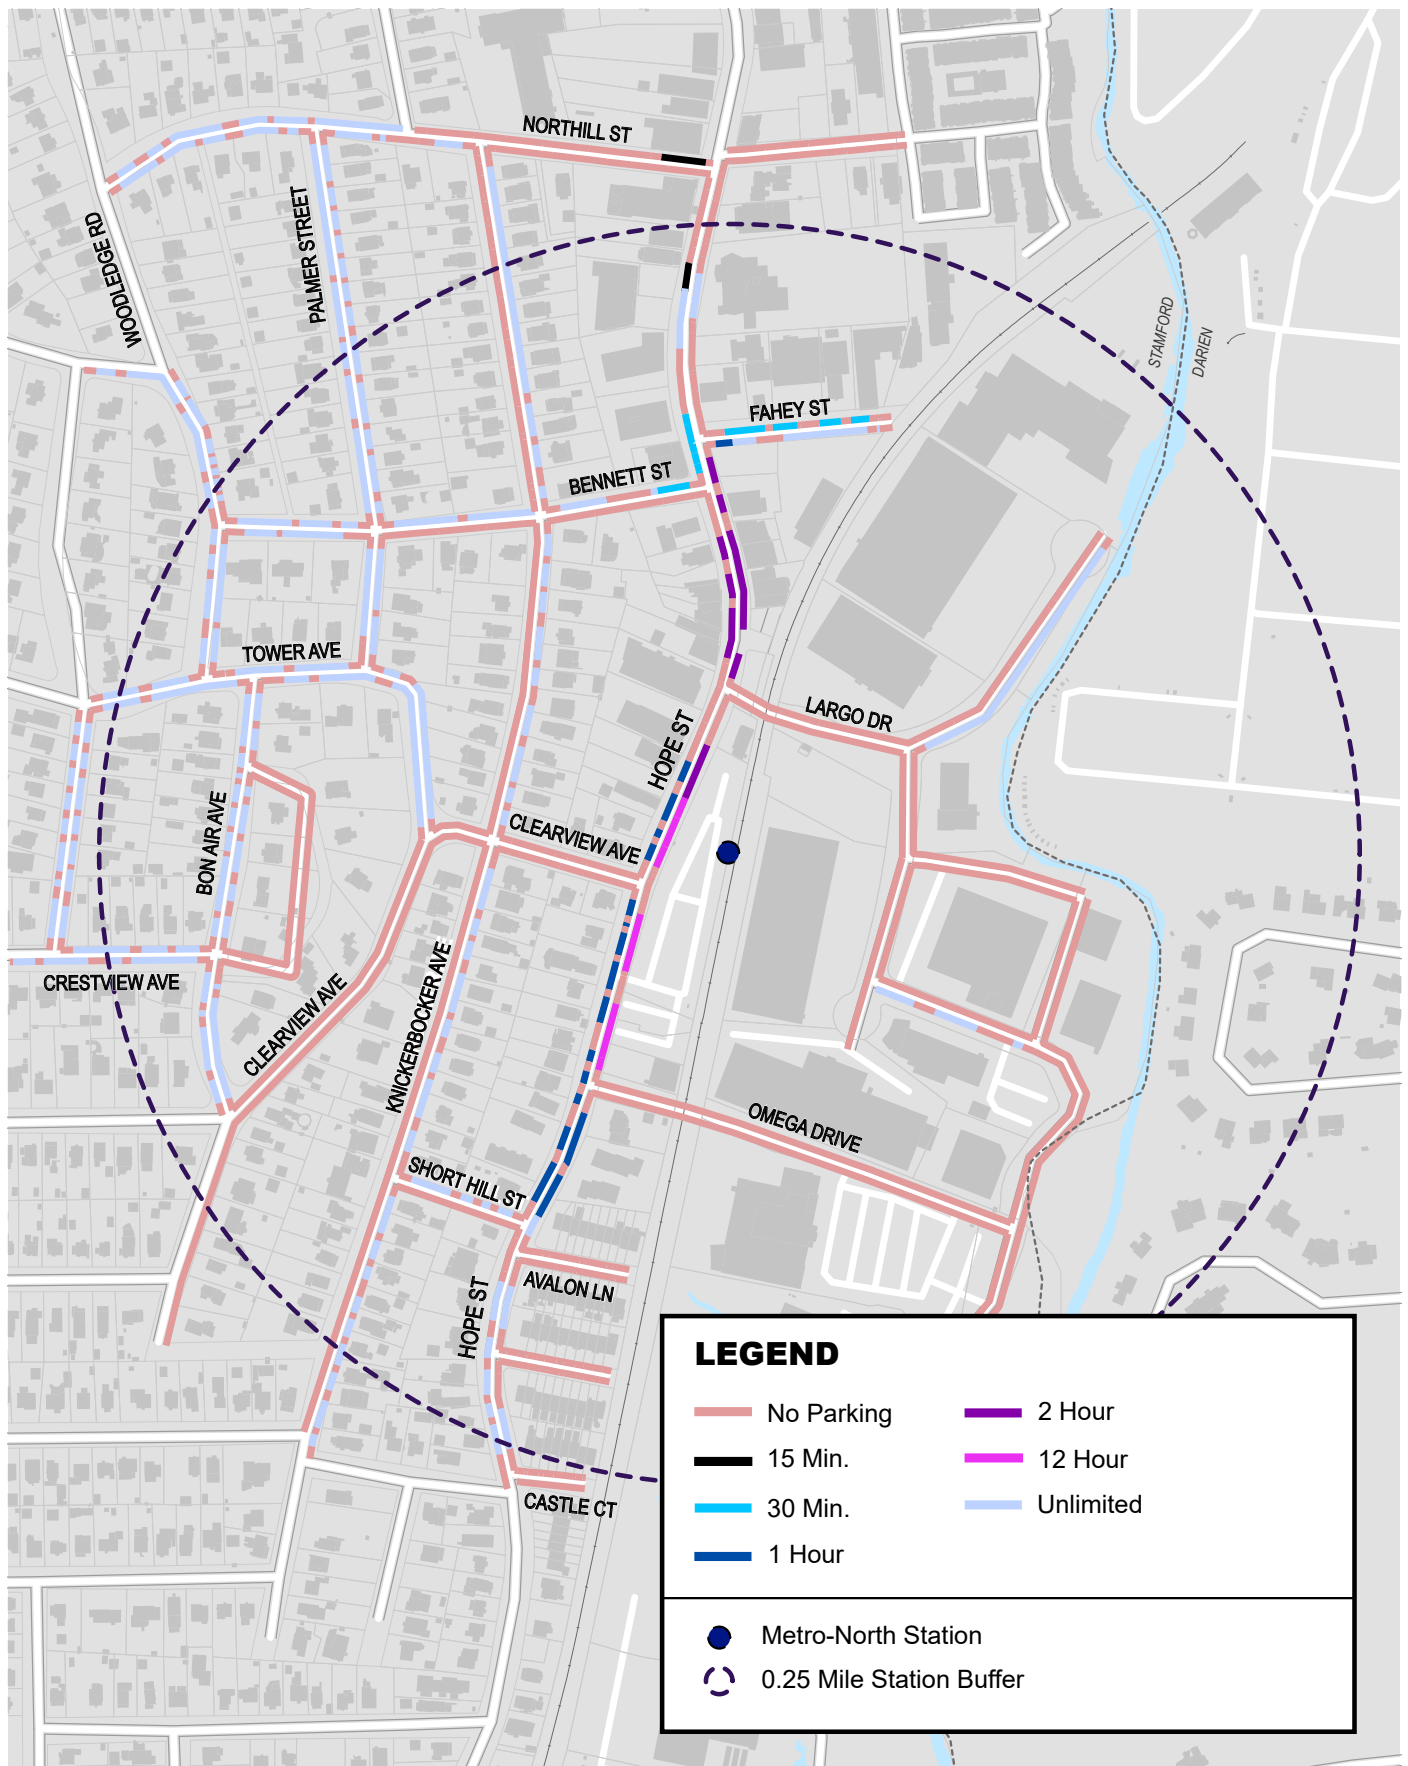 NORTHILL ST
WOODLEDGE RD
PALMER STREET
STAMFORD
DARIEN
FAHEY ST
BENNETT ST
TOWER AVE
LARGO DR
HOPE ST
BON AIR AVE
CLEARVIEW AVE
CRESTVIEW AVE
CLEARVIEW AVE
KNICKERBOCKER AVE
OMEGA DRIVE
SHORT HILL ST
AVALON LN
HOPE ST
CASTLE CT
LEGEND
No Parking
15 Min.
30 Min.
1 Hour
2 Hour
12 Hour
Unlimited
Metro-North Station
0.25 Mile Station Buffer